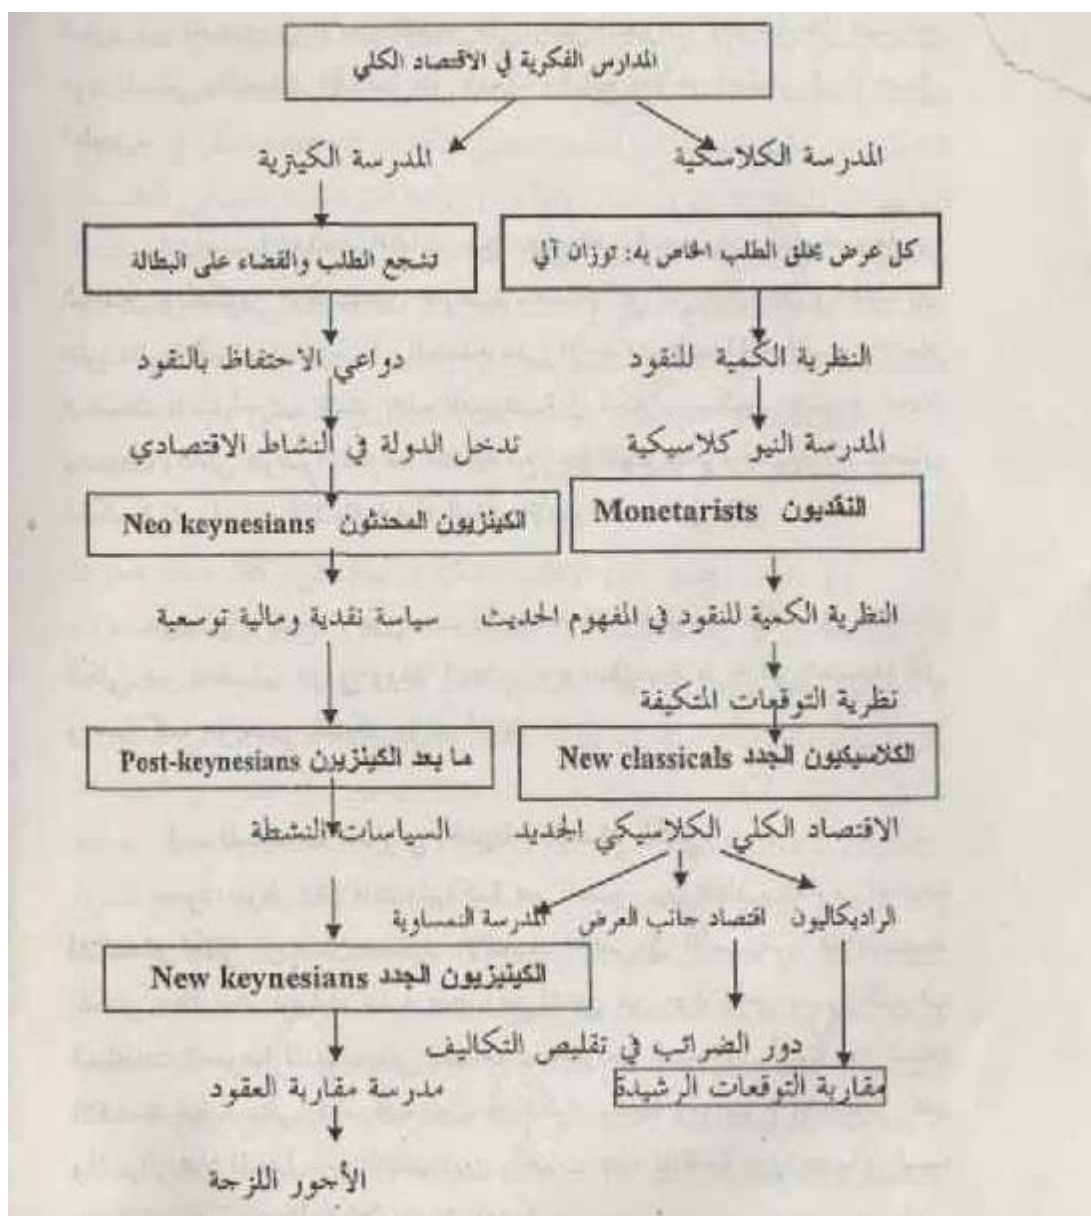 المدارس الفكرية في الاقتصاد الكلي
المدرسة الكلاسكية المدرسة الكينزية
كل عرض يخلق الطلب الخاص به: توزان آلي تشجع الطلب والقضاء على البطالة
النظرية الكمية للنقود دواعي الاحتفاظ بالنقود
المدرسة النيو كلاسيكية تدخل الدولة في النشاط الاقتصادي
النقديون Monetarists الكينزيون المحدثون Neo keynesians
النظرية الكمية للنقود في المفهوم الحديث سياسة نقدية ومالية توسعية
نظرية التوقعات المتكيفة
الكلاسيكيون الجدد New classicals ما بعد الكينزيون Post-keynesians
الاقتصاد الكلي الكلاسيكي الجديد السياسات النشطة
الراديكاليون اقتصاد جانب العرض المدرسة النمساوية
الكينيزيون الجدد New keynesians
دور الضرائب في تقليص التكاليف
مقاربة التوقعات الرشيدة مدرسة مقاربة العقود
الأجور اللزجة